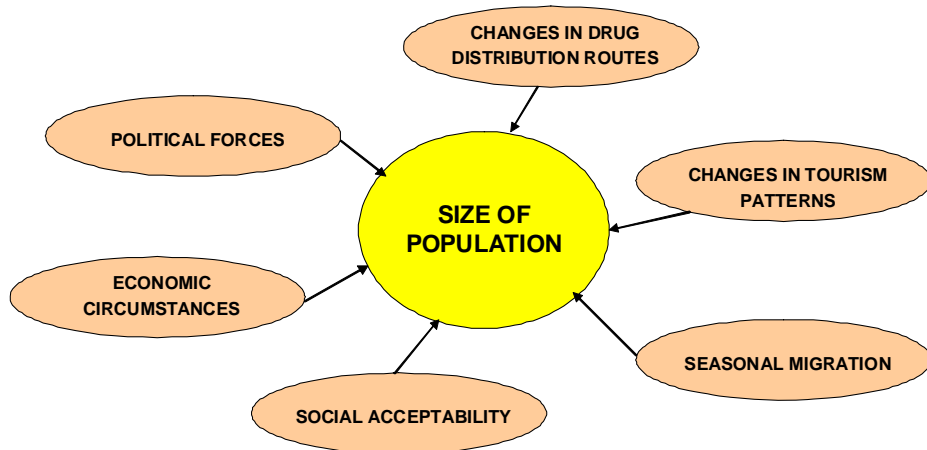 CHANGES IN DRUG
DISTRIBUTION ROUTES
POLITICAL FORCES
CHANGES IN TOURISM
PATTERNS
SIZE OF
POPULATION
ECONOMIC
CIRCUMSTANCES
SEASONAL MIGRATION
SOCIAL ACCEPTABILITY